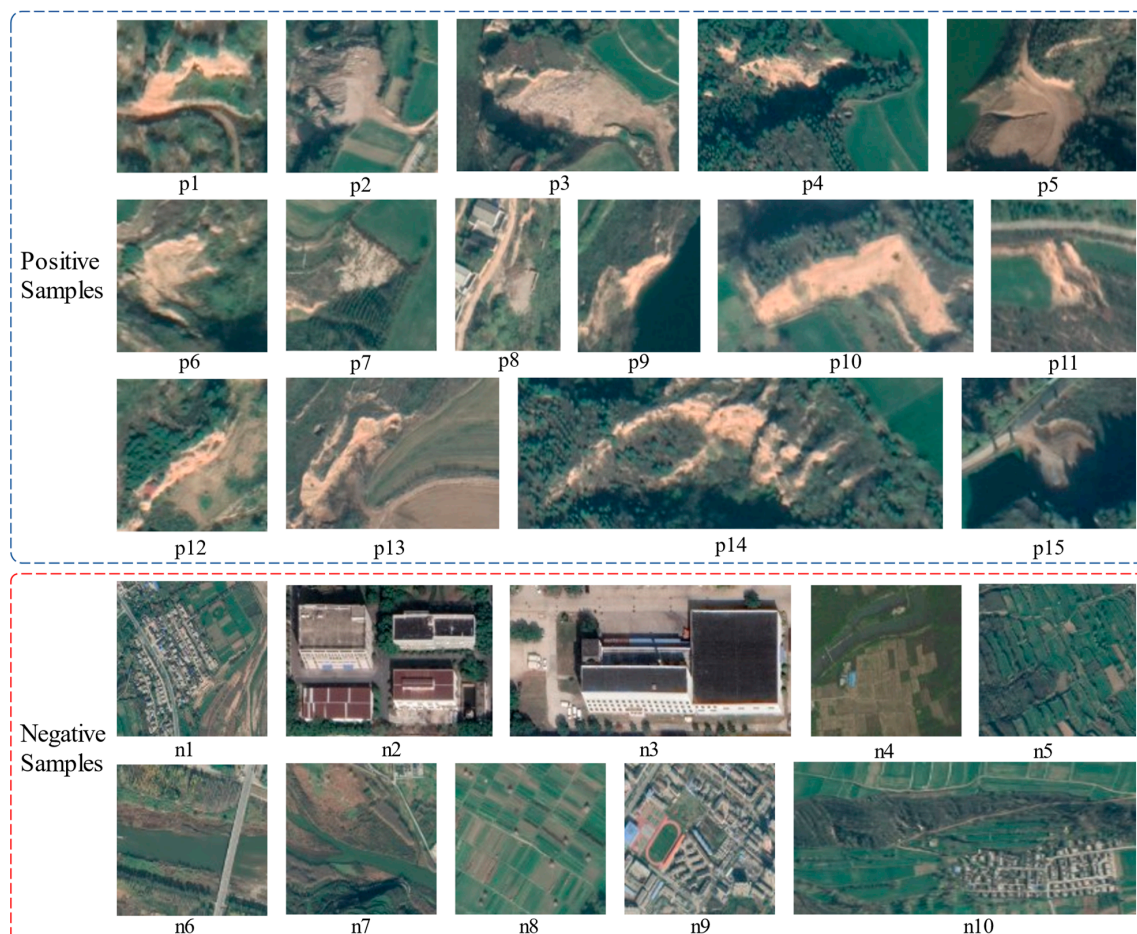 p1 p2 p3 p4 p5
Positive
Samples
p6 p7 p8 p9 p10 p11
p12 p13 p14 p15
n1 n2 n3 n4 n5
Negative
Samples
n6 n7 n8 n9 n10